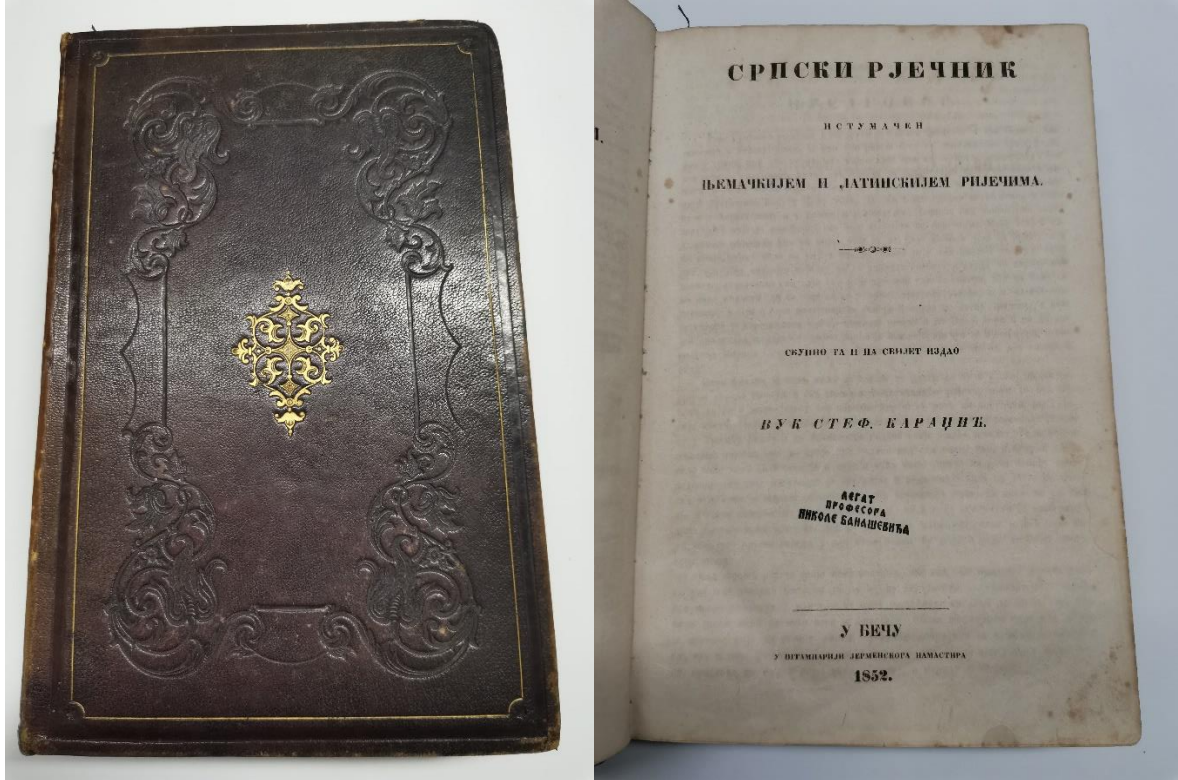 СРПСКИ РЈЕЧНИК
ИСТУМАЧЕН
ЊЕМАЧКИЈЕМ И ЛАТИНСКИЈЕМ РИЈЕЧИМА.
СКУПИО ГА И НА СВИЈЕТ ИЗДАО
ВУК СТЕФ. КАРАЏИЋ.
ЛЕГАТ
ПРОФЕСОРА
НИКОЛЕ БАНАШЕВИЋА
У БЕЧУ
У ШТАМПАРИЈИ ЈЕРМЕНСКОГА НАМАСТИРА
1852.